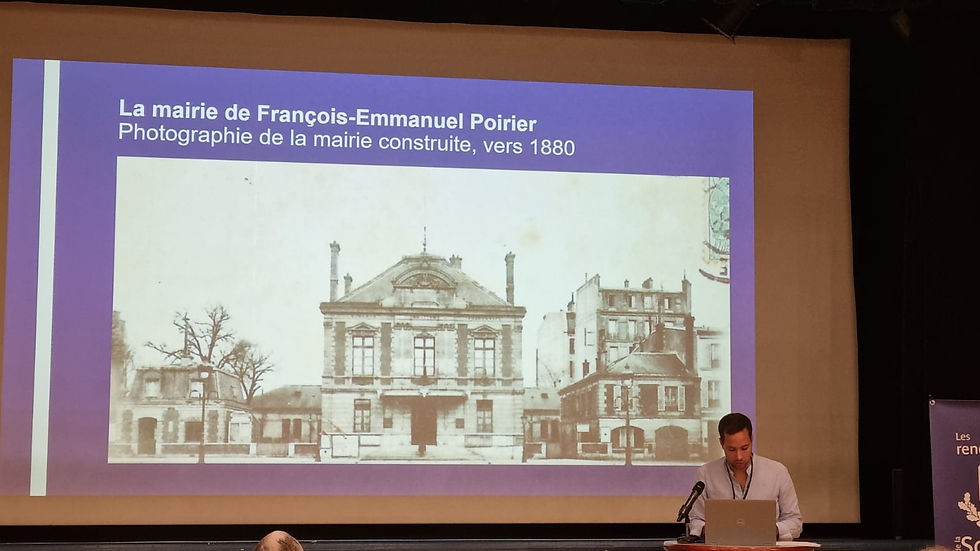 La mairie de François-Emmanuel Poirier
Photographie de la mairie construite, vers 1880
Les